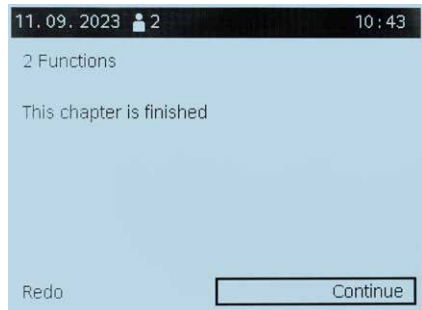 11.09.2023 2 10:43
2 Functions
This chapter is finished
Redo Continue